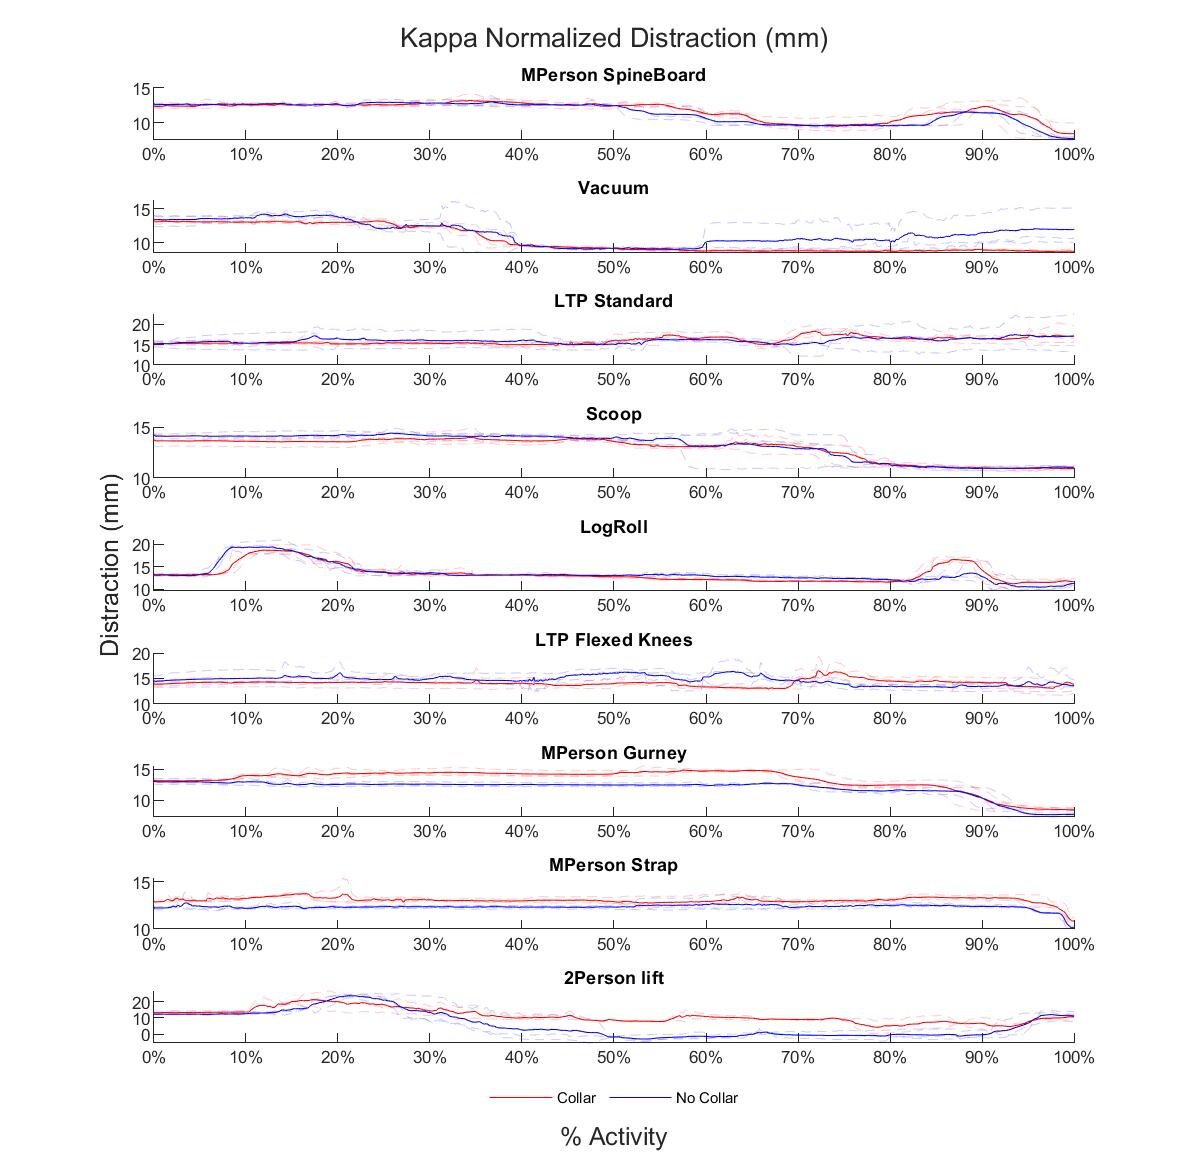 Kappa Normalized Distraction (mm)
MPerson SpineBoard
15
10
0% 10% 20% 30% 40% 50% 60% 70% 80% 90% 100%
Vacuum
15
10
0% 10% 20% 30% 40% 50% 60% 70% 80% 90% 100%
LTP Standard
20
15
10
0% 10% 20% 30% 40% 50% 60% 70% 80% 90% 100%
Scoop
15
10
0% 10% 20% 30% 40% 50% 60% 70% 80% 90% 100%
Distraction (mm)
LogRoll
20
15
10
0% 10% 20% 30% 40% 50% 60% 70% 80% 90% 100%
LTP Flexed Knees
20
15
10
0% 10% 20% 30% 40% 50% 60% 70% 80% 90% 100%
MPerson Gurney
15
10
0% 10% 20% 30% 40% 50% 60% 70% 80% 90% 100%
MPerson Strap
15
10
0% 10% 20% 30% 40% 50% 60% 70% 80% 90% 100%
2Person lift
20
10
0
0% 10% 20% 30% 40% 50% 60% 70% 80% 90% 100%
Collar No Collar
% Activity